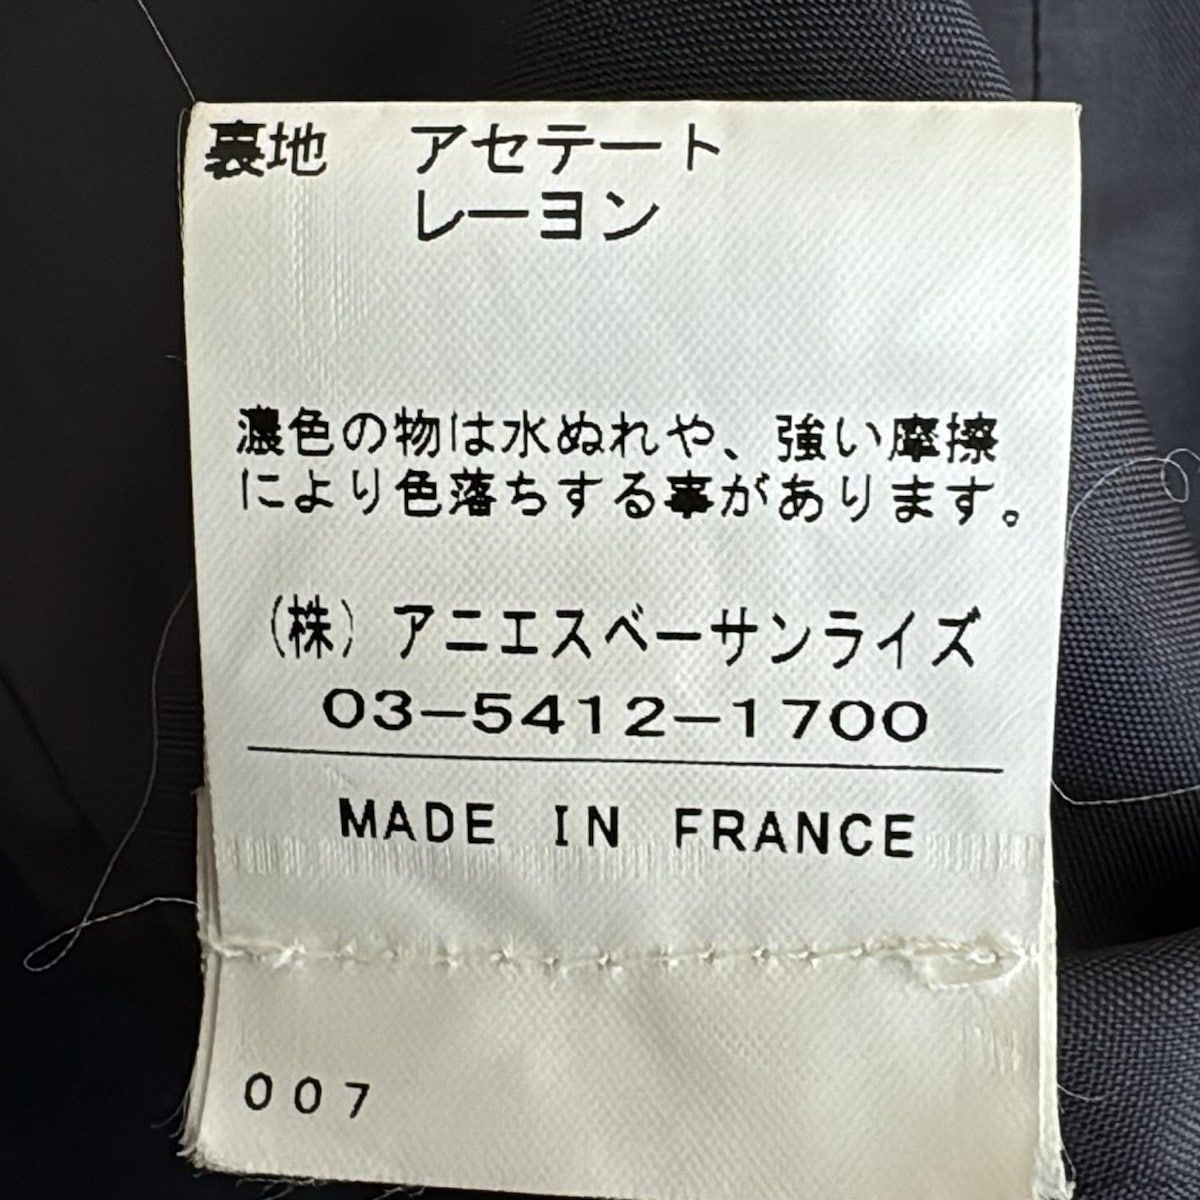 裏地　アセテート
レーヨン
濃色の物は水ぬれや、強い摩擦
により色落ちする事があります。
(株) アニエスベーサンライズ
03-5412-1700
MADE IN FRANCE
007